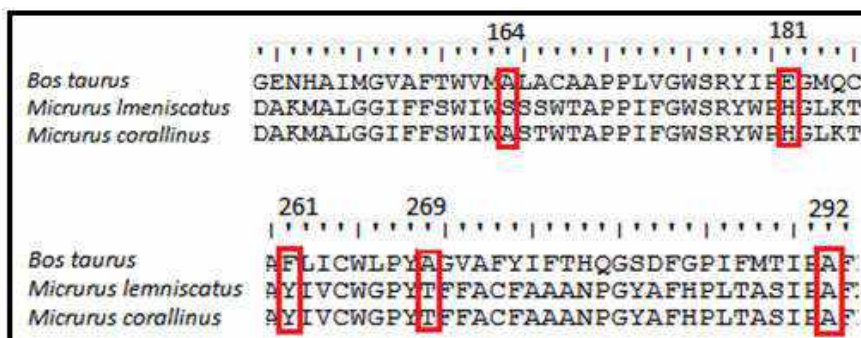 164 181
Bos taurus GENHAIMGVAFTWVMALACAAPPLVGWSRYIPEGMQC
Micrurus lmeniscatus DAKMALGGIFFSWIWSSSWTAPPIFGWSRYWPHGLKT
Micrurus corallinus DAKMALGGIFFSWIWASTWTAPPIFGWSRYWPHGLKT
261 269 292
Bos taurus AFLICWLPYAGVAFYIFTHQGSDFGPIFMTIPAF
Micrurus lemniscatus AYIVCWGPYTFFACFAAANPGYAFHPLTASIPAF
Micrurus corallinus AYIVCWGPYTFFACFAAANPGYAFHPLTASIPAF